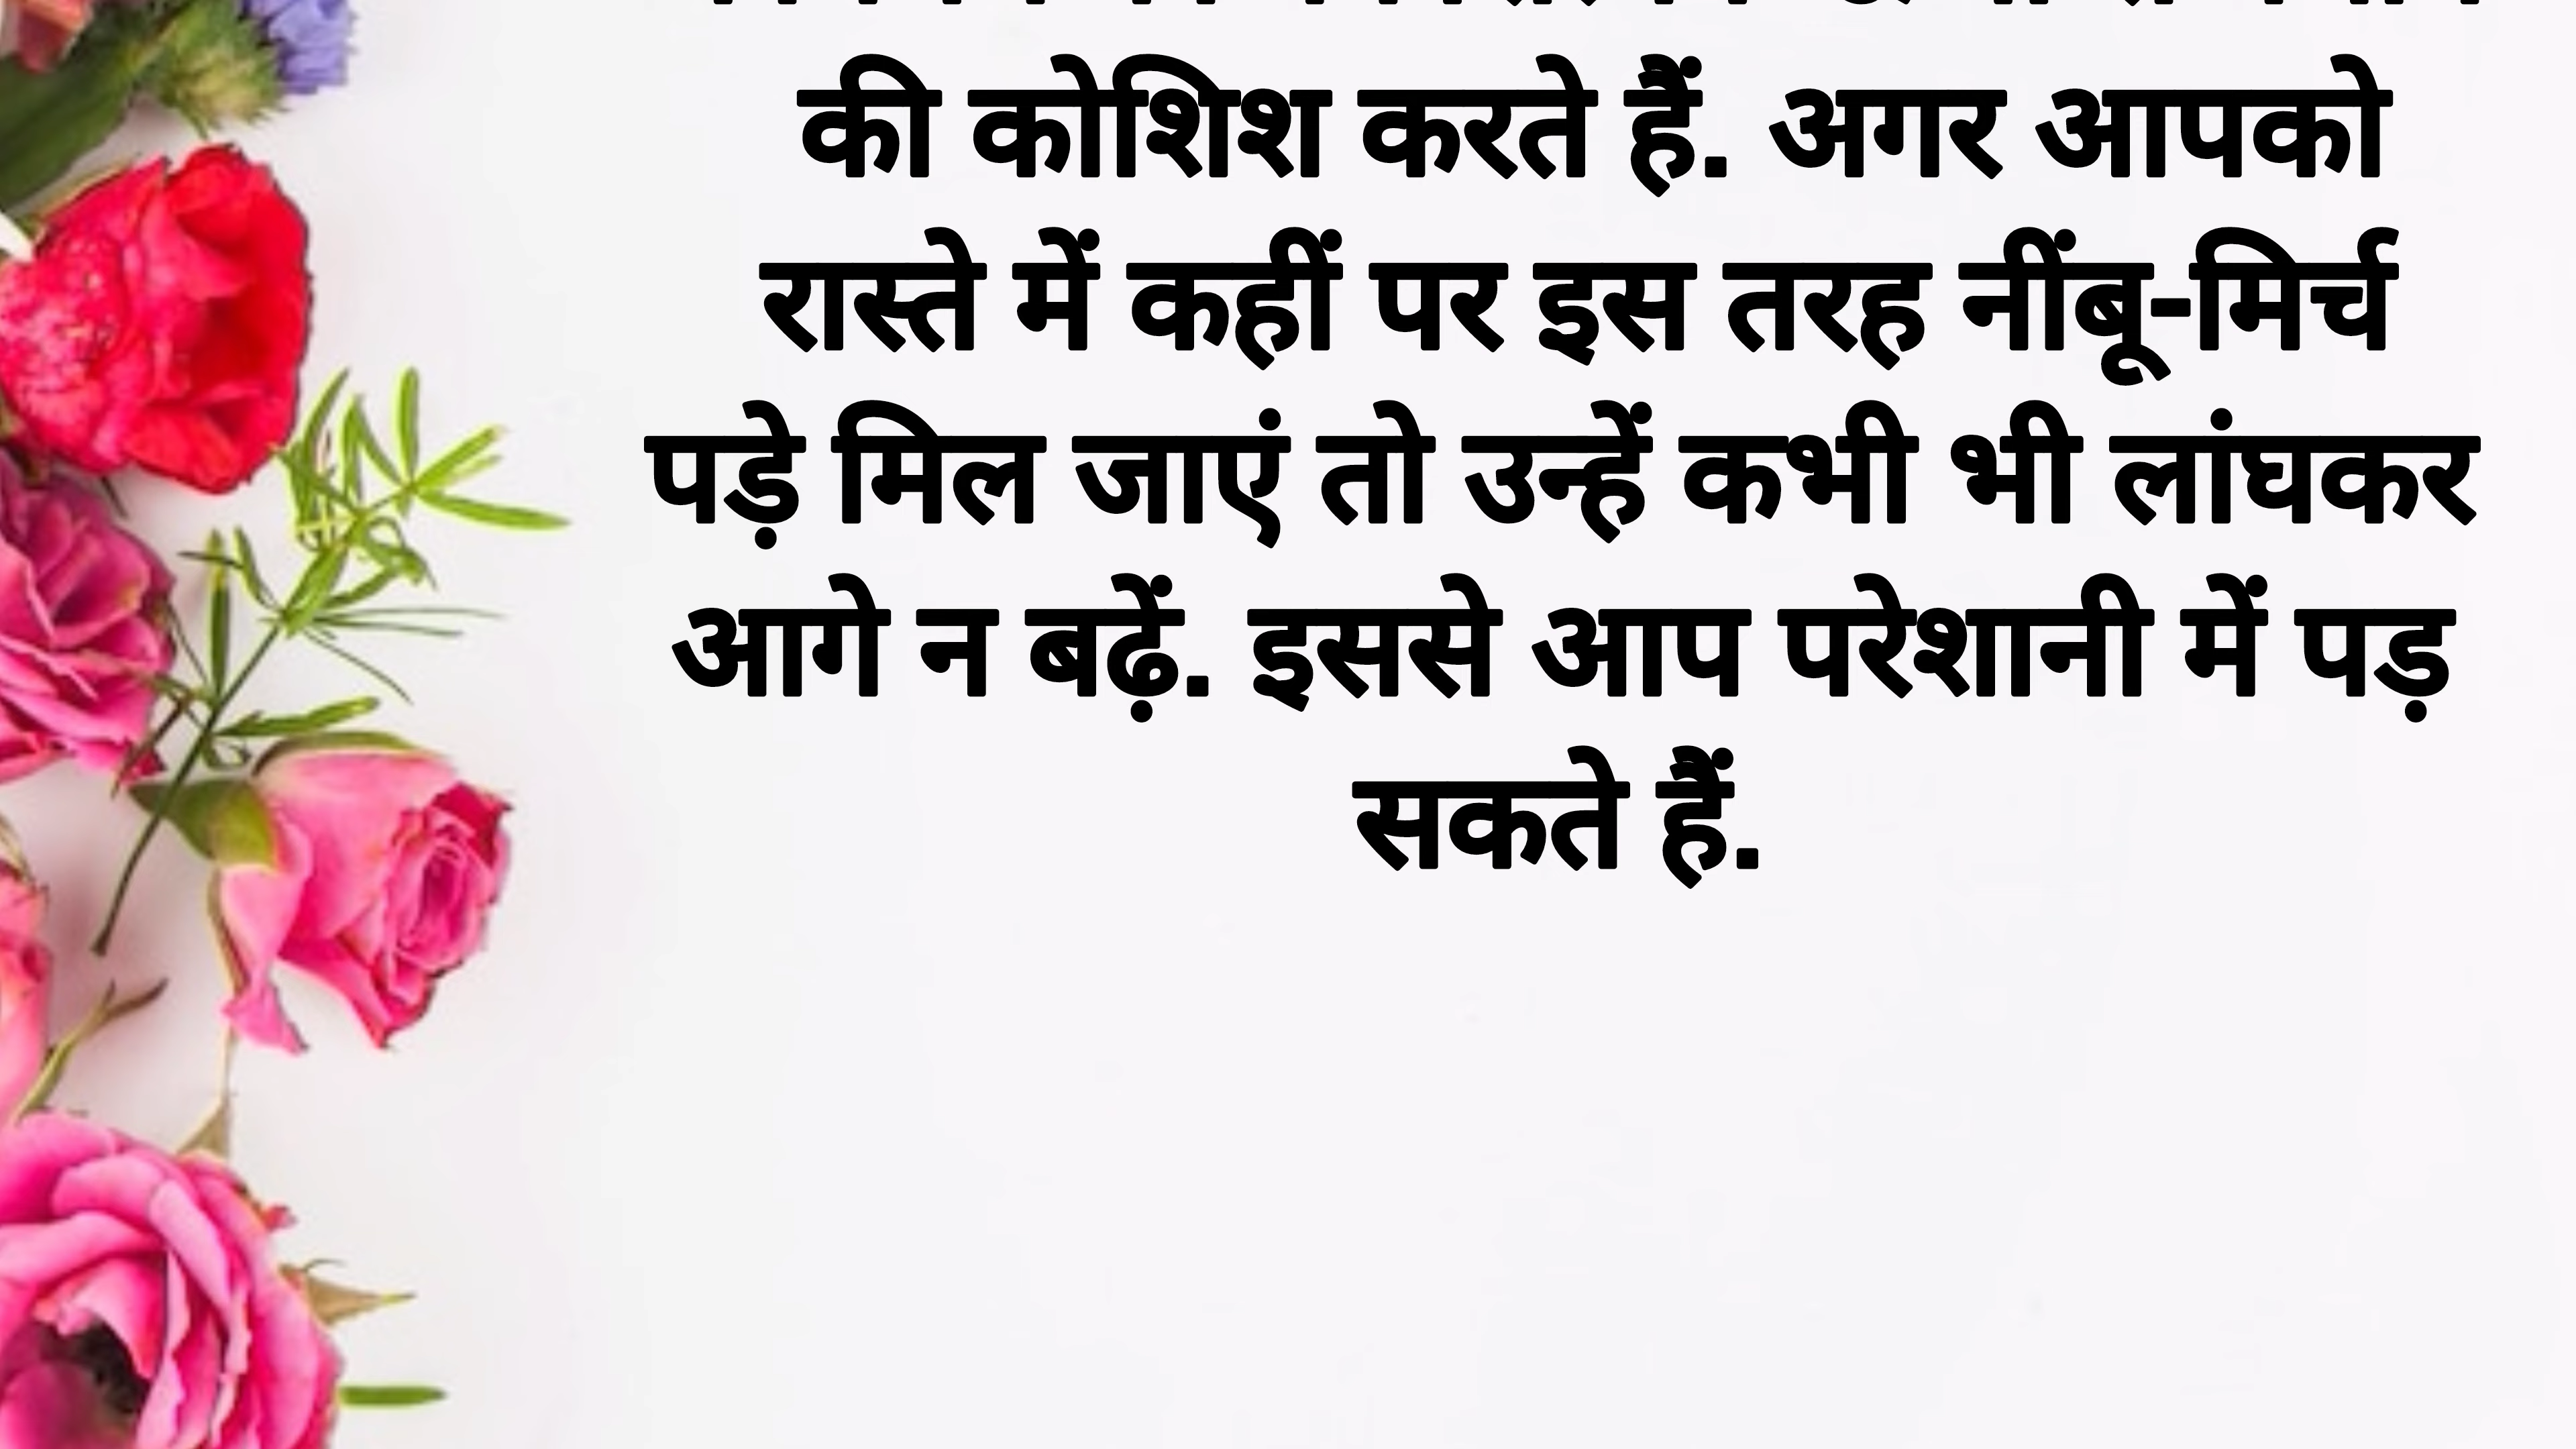 की कोशिश करते हैं. अगर आपको
रास्ते में कहीं पर इस तरह नींबू-मिर्च
पड़े मिल जाएं तो उन्हें कभी भी लांघकर
आगे न बढ़ें. इससे आप परेशानी में पड़
सकते हैं.